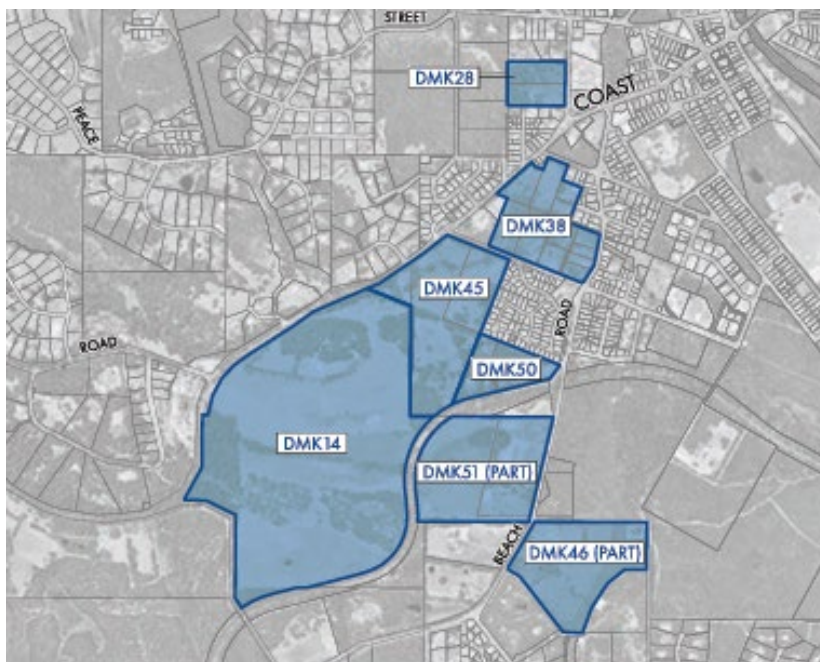 STREET
DMK28
COAST
PEACE
DMK38
DMK45
ROAD
ROAD
DMK50
DMK14
DMK51 (PART)
BEACH
DMK46 (PART)